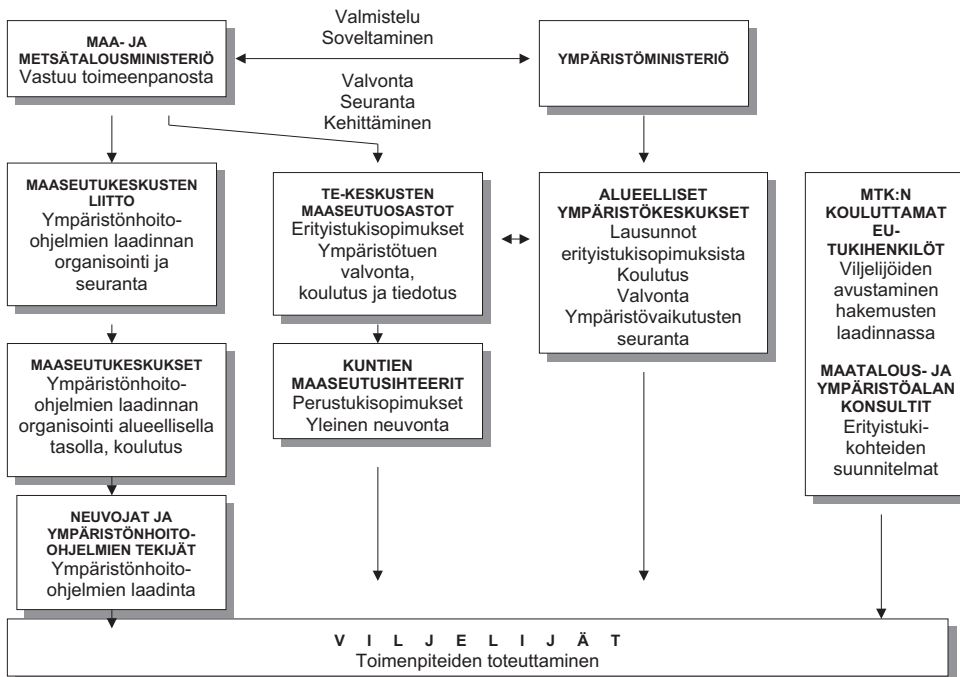 MAA- JA
METSÄTALOUSMINISTERIÖ
Vastuu toimeenpanosta
Valmistelu
Soveltaminen
YMPÄRISTÖMINISTERIÖ
Valvonta
Seuranta
Kehittäminen
MAASEUTUKESKUSTEN
LIITTO
Ympäristönhoito-
ohjelmien laadinnan
organisointi ja
seuranta
TE-KESKUSTEN
MAASEUTUOSASTOT
Erityistukisopimukset
Ympäristötuen
valvonta,
koulutus ja tiedotus
ALUEELLISET
YMPÄRISTÖKESKUKSET
Lausunnot
erityistukisopimuksista
Koulutus
Valvonta
Ympäristövaikutusten
seuranta
MTK:N
KOULUTTAMAT
EU-
TUKIHENKILÖT
Viljelijöiden
avustaminen
hakemusten
laadinnassa
MAATALOUS- JA
YMPÄRISTÖALAN
KONSULTIT
Erityistuki-
kohteiden
suunnitelmat
MAASEUTUKESKUKSET
Ympäristönhoito-
ohjelmien laadinnan
organisointi alueellisella
tasolla, koulutus
KUNTIEN
MAASEUTUSIHTEERIT
Perustukisopimukset
Yleinen neuvonta
NEUVOJAT JA
YMPÄRISTÖNHOITO-
OHJELMIEN TEKIJÄT
Ympäristönhoito-
ohjelmien laadinta
V I L J E L I J Ä T
Toimenpiteiden toteuttaminen